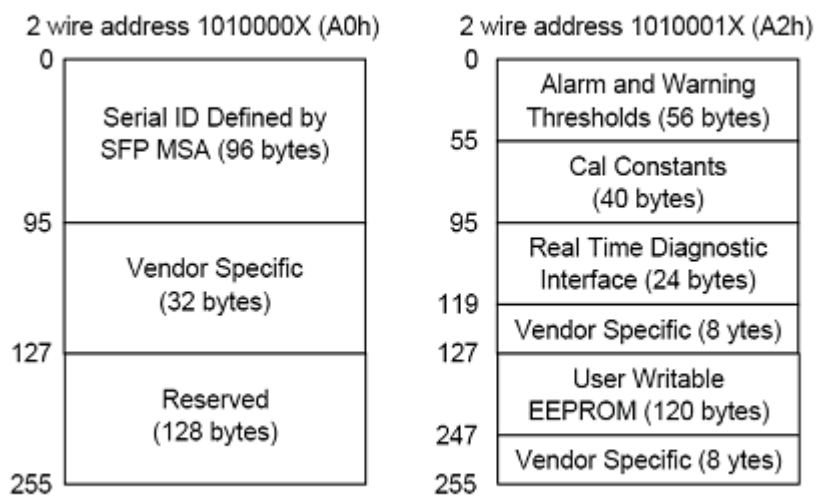 2 wire address 1010000X (A0h)
0
Serial ID Defined by
SFP MSA (96 bytes)
95
Vendor Specific
(32 bytes)
127
Reserved
(128 bytes)
255
2 wire address 1010001X (A2h)
0
Alarm and Warning
Thresholds (56 bytes)
55
Cal Constants
(40 bytes)
95
Real Time Diagnostic
Interface (24 bytes)
119
Vendor Specific (8 ytes)
127
User Writable
EEPROM (120 bytes)
247
Vendor Specific (8 ytes)
255